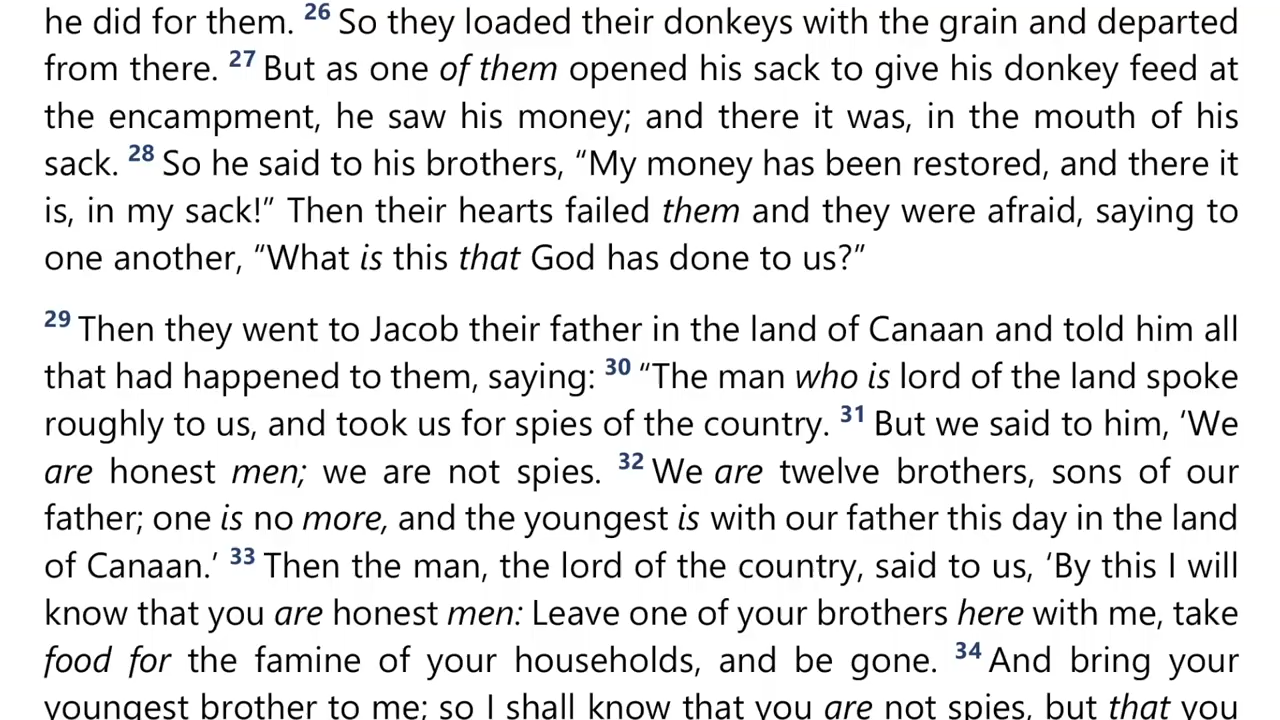 he did for them. 26 So they loaded their donkeys with the grain and departed
from there. 27 But as one of them opened his sack to give his donkey feed at
the encampment, he saw his money; and there it was, in the mouth of his
sack. 28 So he said to his brothers, “My money has been restored, and there it
is, in my sack!” Then their hearts failed them and they were afraid, saying to
one another, “What is this that God has done to us?”
29 Then they went to Jacob their father in the land of Canaan and told him all
that had happened to them, saying: 30 “The man who is lord of the land spoke
roughly to us, and took us for spies of the country. 31 But we said to him, ‘We
are honest men; we are not spies. 32 We are twelve brothers, sons of our
father; one is no more, and the youngest is with our father this day in the land
of Canaan.’ 33 Then the man, the lord of the country, said to us, ‘By this I will
know that you are honest men: Leave one of your brothers here with me, take
food for the famine of your households, and be gone. 34 And bring your
youngest brother to me; so I shall know that you are not spies, but that you